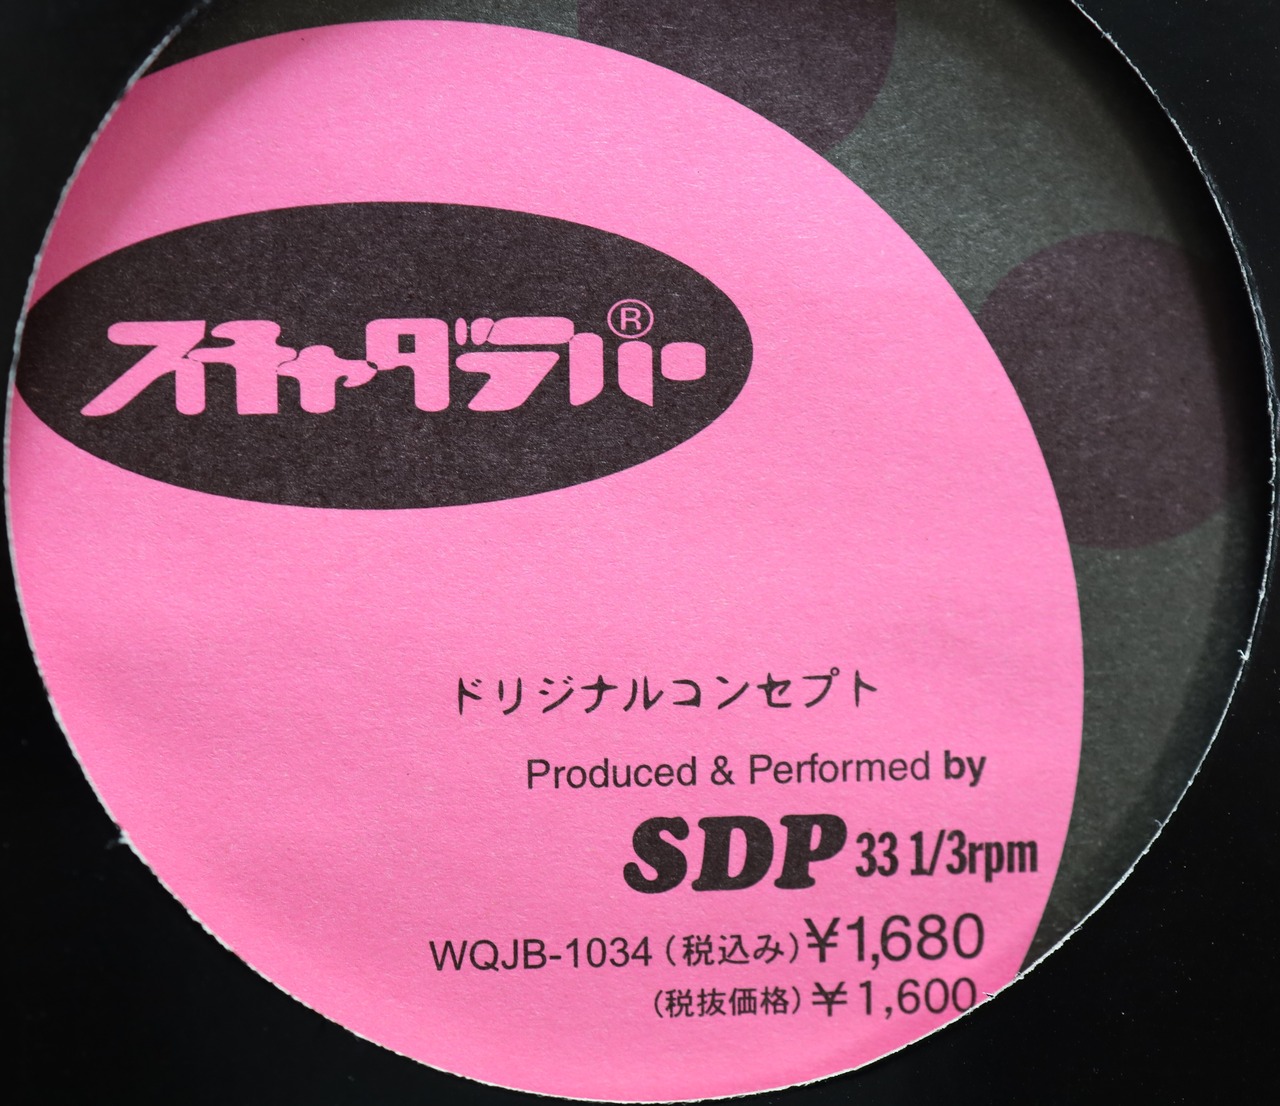 スチャダラパー®
ドリジナルコンセプト
Produced & Performed by
SDP 33 1/3rpm
WQJB-1034（税込み）¥1,680
（税抜価格）¥1,600